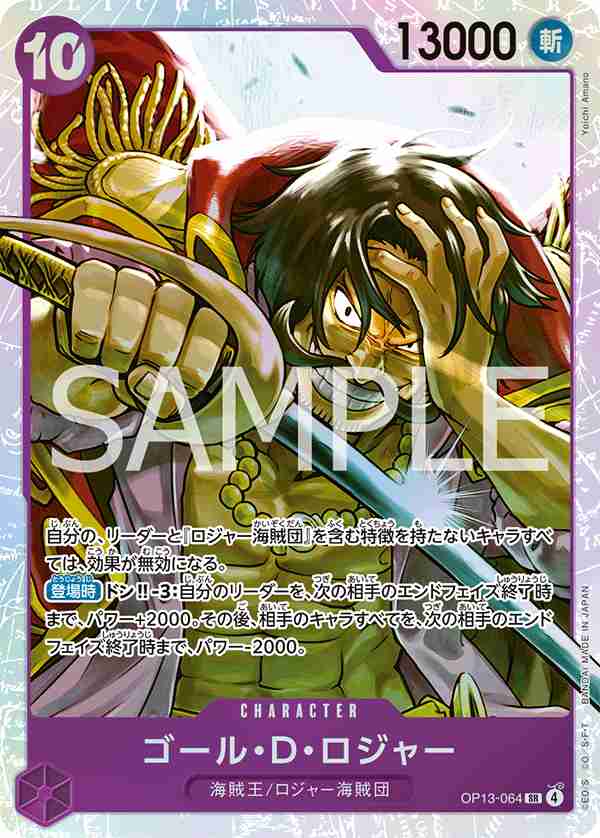 10
13000 斬
Yoichi Amano
SAMPLE
自分の、リーダーと『ロジャー海賊団』を含む特徴を持たないキャラすべ
ては、効果が無効になる。
登場時 ドン!!-3:自分のリーダーを、次の相手のエンドフェイズ終了時
まで、パワー+2000。その後、相手のキャラすべてを、次の相手のエンド
フェイズ終了時まで、パワー-2000。
CHARACTER
ゴール・D・ロジャー
海賊王/ロジャー海賊団
OP13-064 SR 4
©E.O/S. ©O./S・F・T BANDAI MADE IN JAPAN